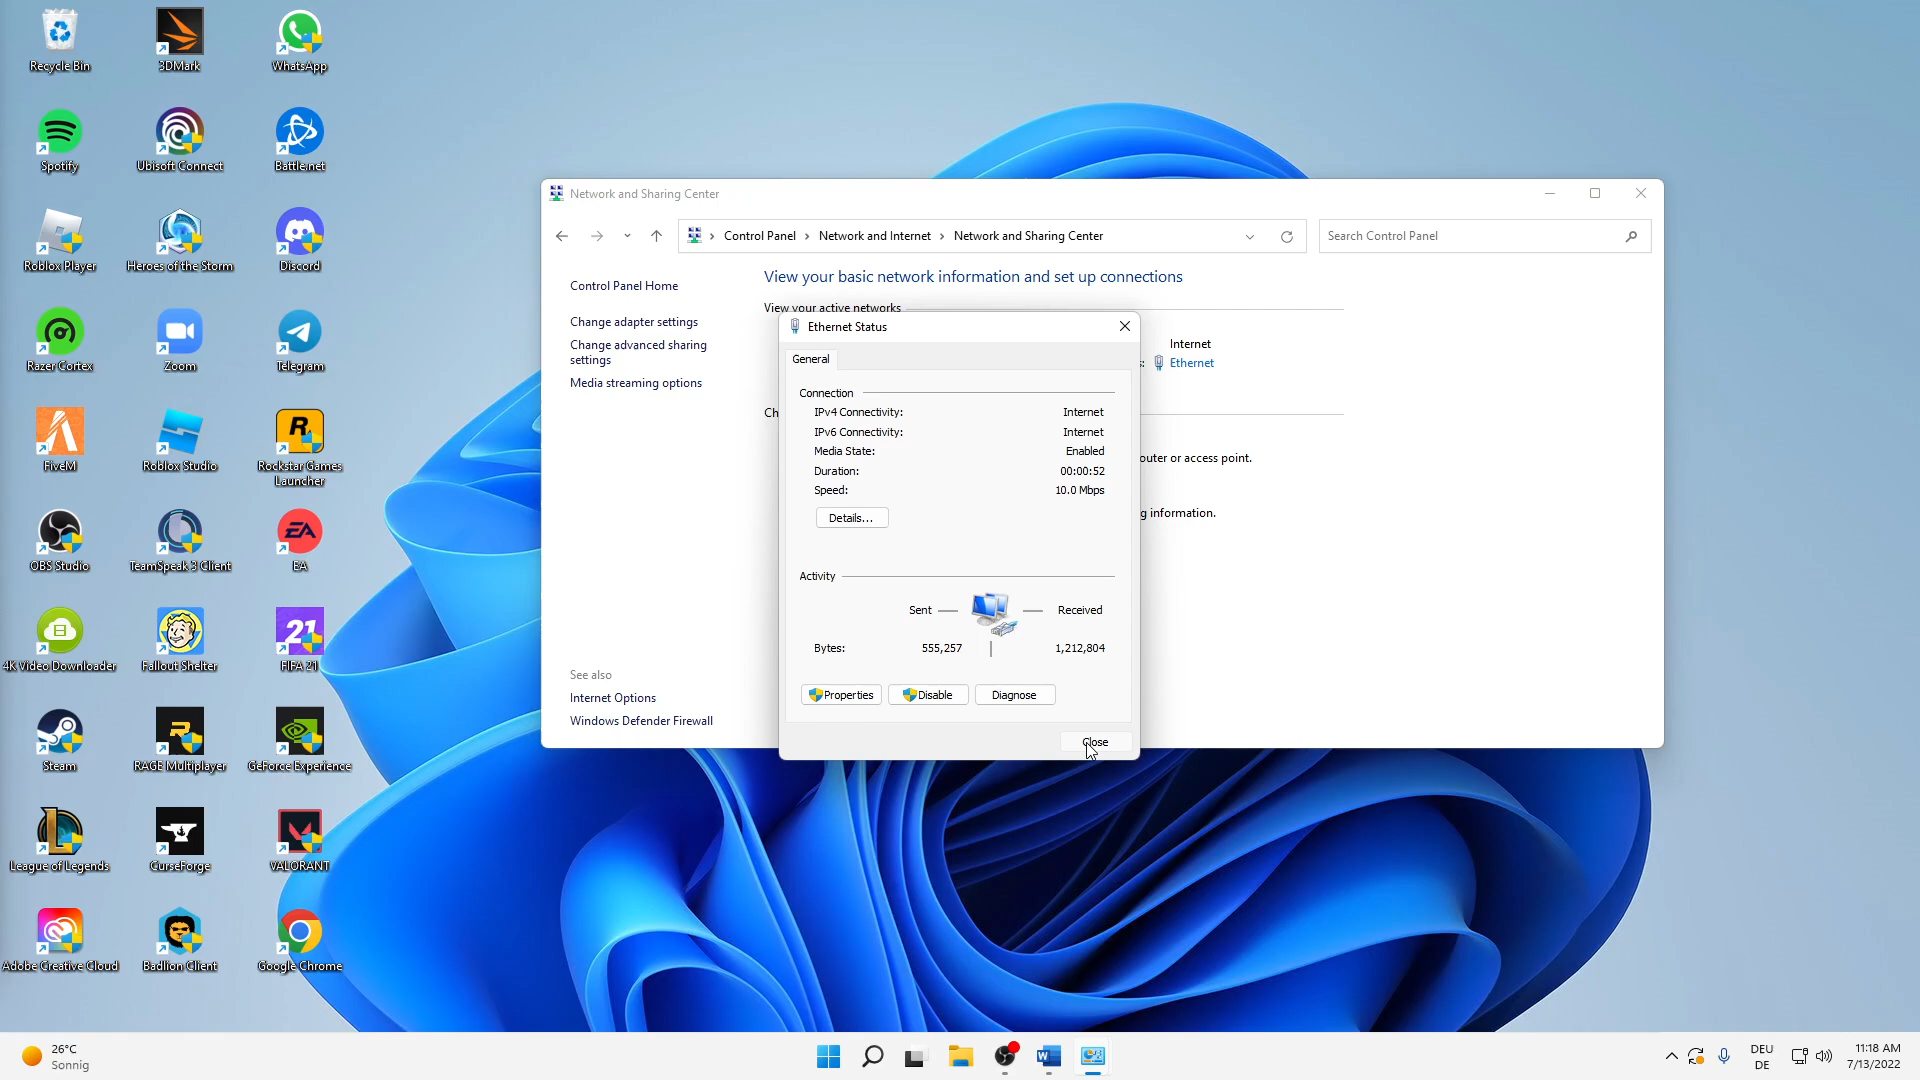 Recycle Bin
3DMark
WhatsApp
Spotify
Ubisoft Connect
Battle.net
Roblox Player
Heroes of the Storm
Discord
Razer Cortex
Zoom
Telegram
FiveM
Roblox Studio
Rockstar Games
Launcher
OBS Studio
TeamSpeak 3 Client
EA
4K Video Downloader
Fallout Shelter
FIFA 21
Steam
RAGE Multiplayer
GeForce Experience
League of Legends
CurseForge
VALORANT
Adobe Creative Cloud
Badlion Client
Google Chrome
EA
21
Network and Sharing Center
Control Panel
Network and Internet
Network and Sharing Center
Search Control Panel
Control Panel Home
Change adapter settings
Change advanced sharing
settings
Media streaming options
See also
Internet Options
Windows Defender Firewall
View your basic network information and set up connections
View your active networks
Internet
s: Ethernet
Ch
outer or access point.
g information.
Ethernet Status
General
Connection
IPv4 Connectivity: Internet
IPv6 Connectivity: Internet
Media State: Enabled
Duration: 00:00:52
Speed: 10.0 Mbps
Details...
Activity
Sent
Received
Bytes: 555,257 1,212,804
Properties
Disable
Diagnose
Close
26°C
Sonnig
DEU
DE
11:18 AM
7/13/2022